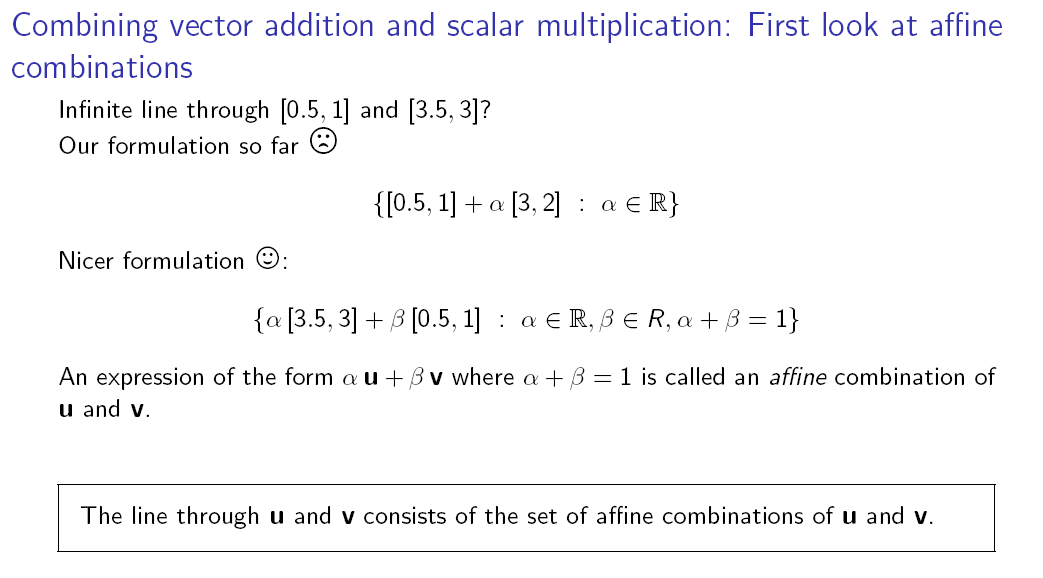 Combining vector addition and scalar multiplication: First look at affine
combinations
Infinite line through [0.5, 1] and [3.5, 3]?
Our formulation so far ☹
{[0.5, 1] + α [3, 2] : α ∈ ℝ}
Nicer formulation ☺:
{α [3.5, 3] + β [0.5, 1] : α ∈ ℝ, β ∈ R, α + β = 1}
An expression of the form α u + β v where α + β = 1 is called an affine combination of
u and v.
The line through u and v consists of the set of affine combinations of u and v.